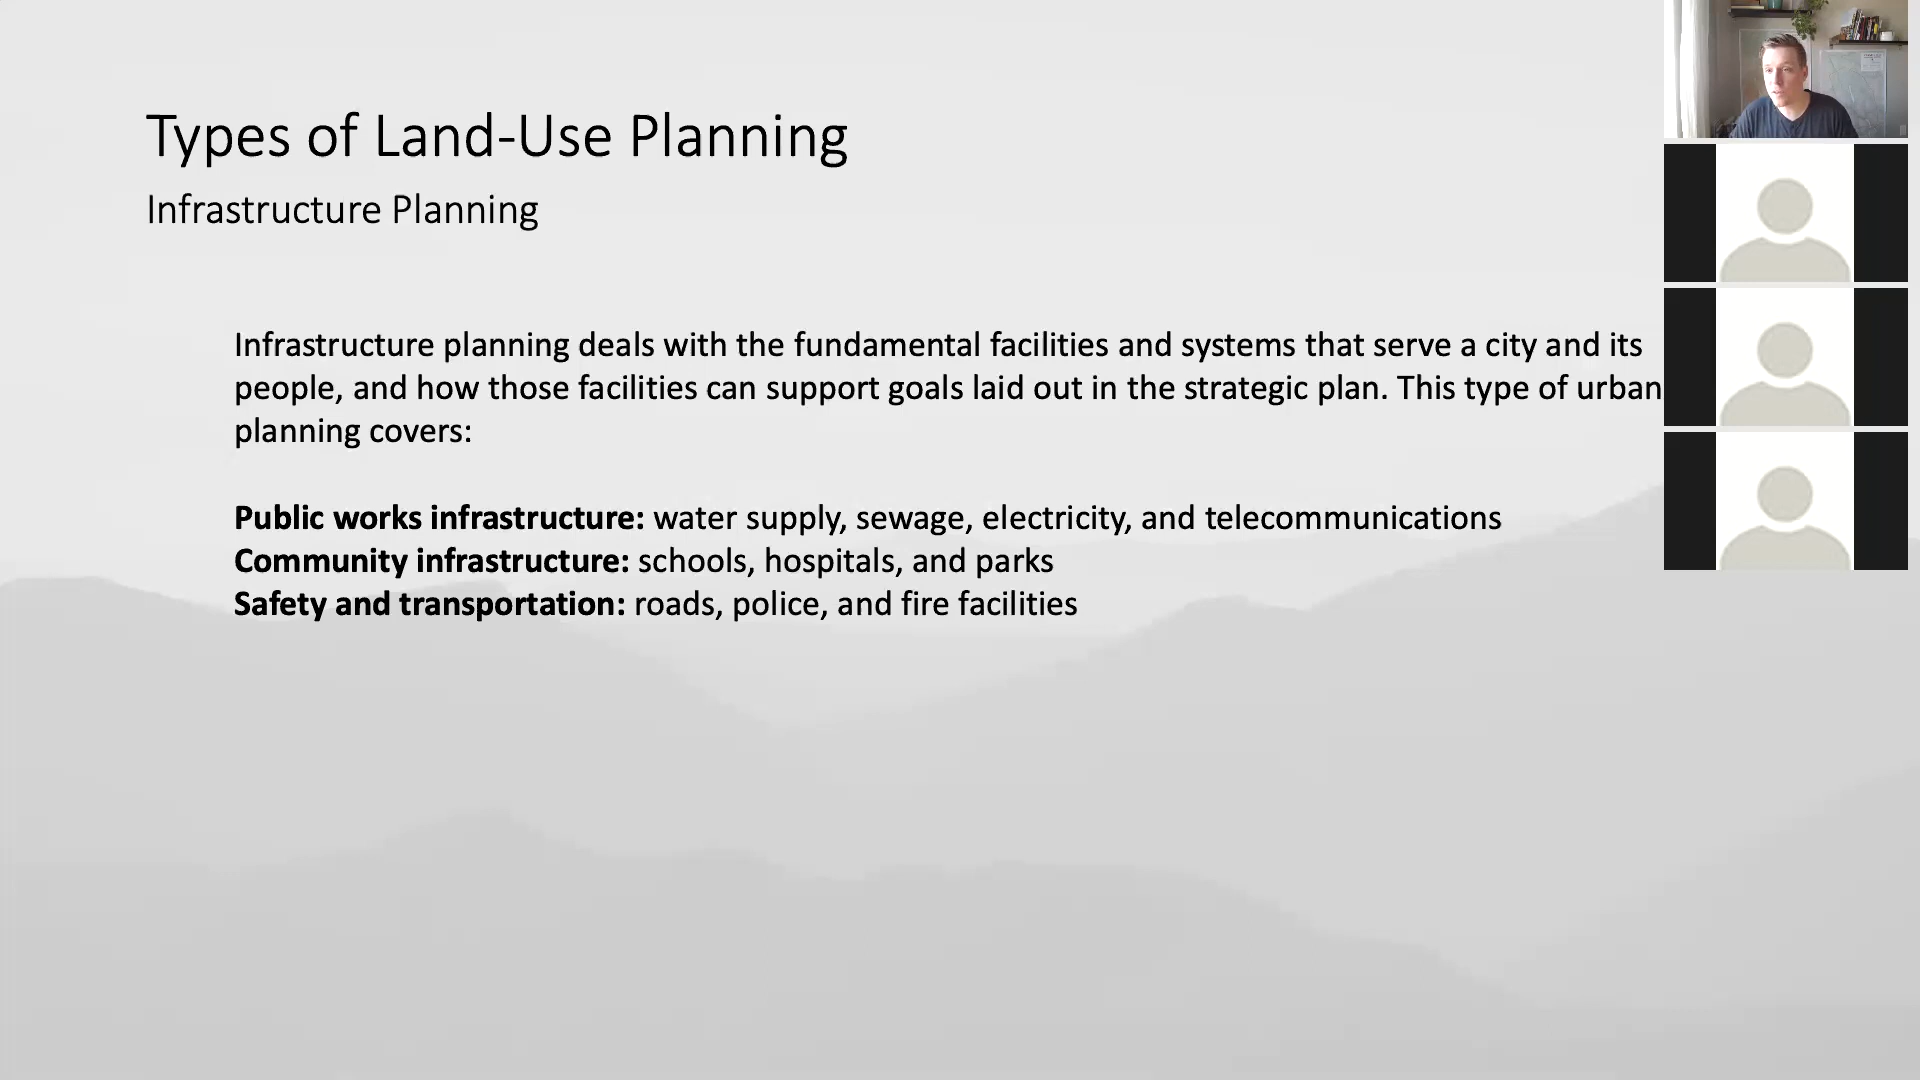 Types of Land-Use Planning
Infrastructure Planning
Infrastructure planning deals with the fundamental facilities and systems that serve a city and its
people, and how those facilities can support goals laid out in the strategic plan. This type of urban
planning covers:
Public works infrastructure: water supply, sewage, electricity, and telecommunications
Community infrastructure: schools, hospitals, and parks
Safety and transportation: roads, police, and fire facilities